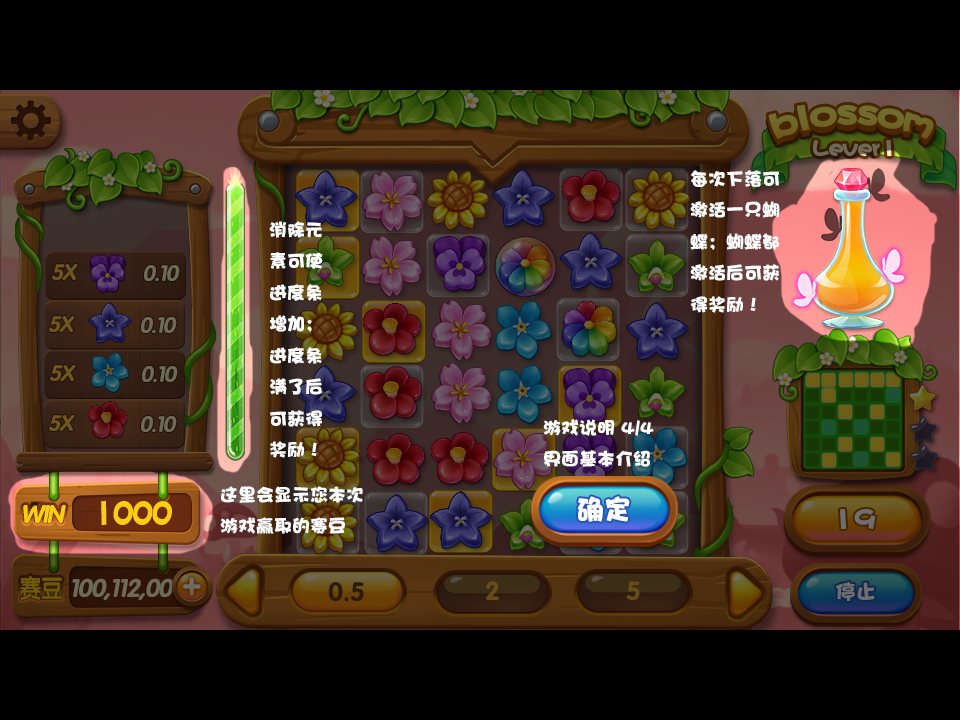 blossom
Level 1
每次下落可
激活一只蝴
蝶；蝴蝶都
激活后可获
得奖励！
消除元
素可使
进度条
增加；
进度条
满了后
可获得
奖励！
5X 0.10
5X 0.10
5X 0.10
5X 0.10
游戏说明 4/4
界面基本介绍
确定
这里会显示您本次
游戏赢取的赛豆
WIN 1000
赛豆 100,112,00
0.5
2
5
19
停止